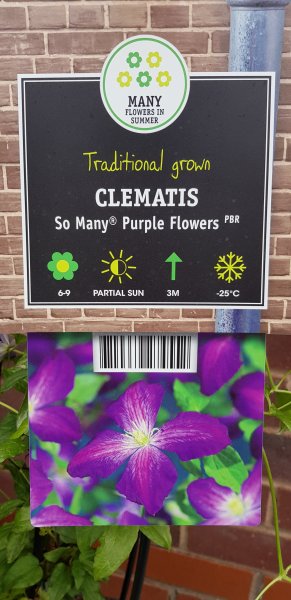 MANY
FLOWERS IN
SUMMER
Traditional grown
CLEMATIS
So Many® Purple Flowers PBR
6-9 PARTIAL SUN 3M -25°C